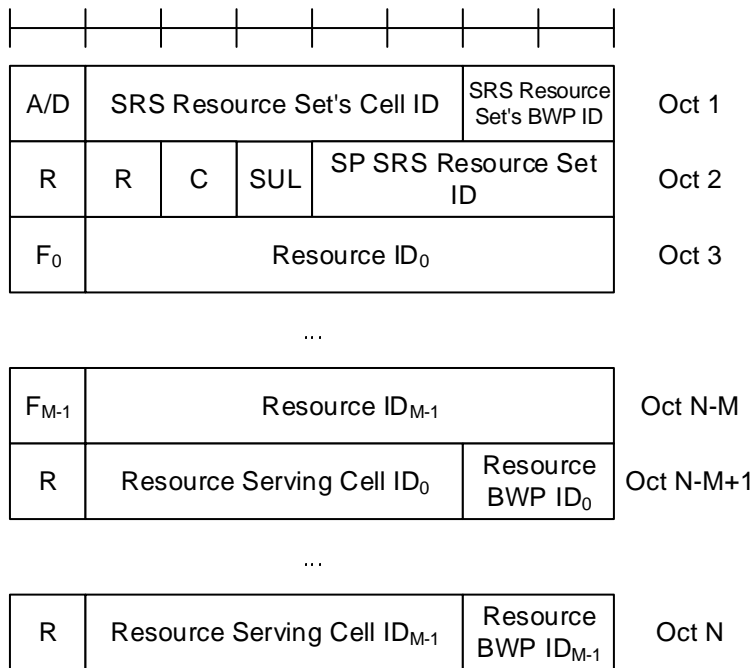 A/D SRS Resource Set's Cell ID SRS Resource Set's BWP ID Oct 1
R R C SUL SP SRS Resource Set ID Oct 2
F0 Resource ID0 Oct 3
...
FM-1 Resource IDM-1 Oct N-M
R Resource Serving Cell ID0 Resource BWP ID0 Oct N-M+1
...
R Resource Serving Cell IDM-1 Resource BWP IDM-1 Oct N